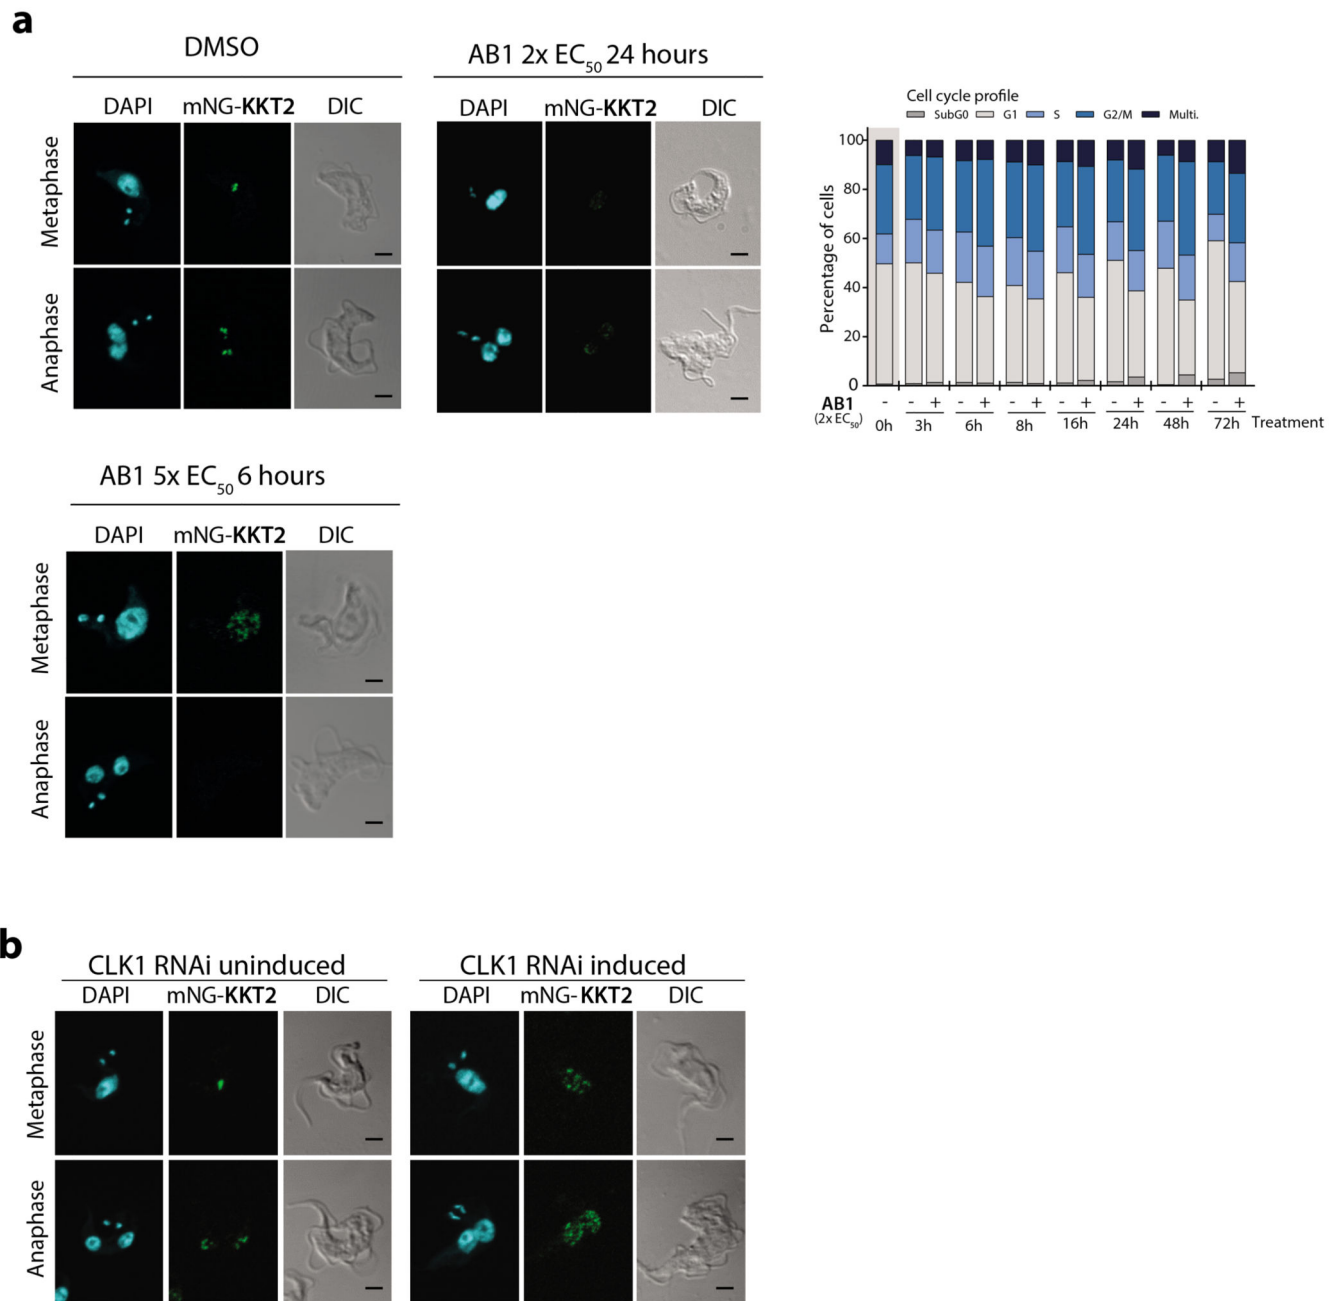 a
DMSO
DAPI mNG-KKT2 DIC
Metaphase
Anaphase
AB1 2x EC50 24 hours
DAPI mNG-KKT2 DIC
Cell cycle profile
SubG0 G1 S G2/M Multi.
Percentage of cells
100
80
60
40
20
0
AB1 - - + - + - + - + - + - + - +
(2x EC50) 0h 3h 6h 8h 16h 24h 48h 72h Treatment
AB1 5x EC50 6 hours
DAPI mNG-KKT2 DIC
Metaphase
Anaphase
b
CLK1 RNAi uninduced
DAPI mNG-KKT2 DIC
Metaphase
Anaphase
CLK1 RNAi induced
DAPI mNG-KKT2 DIC